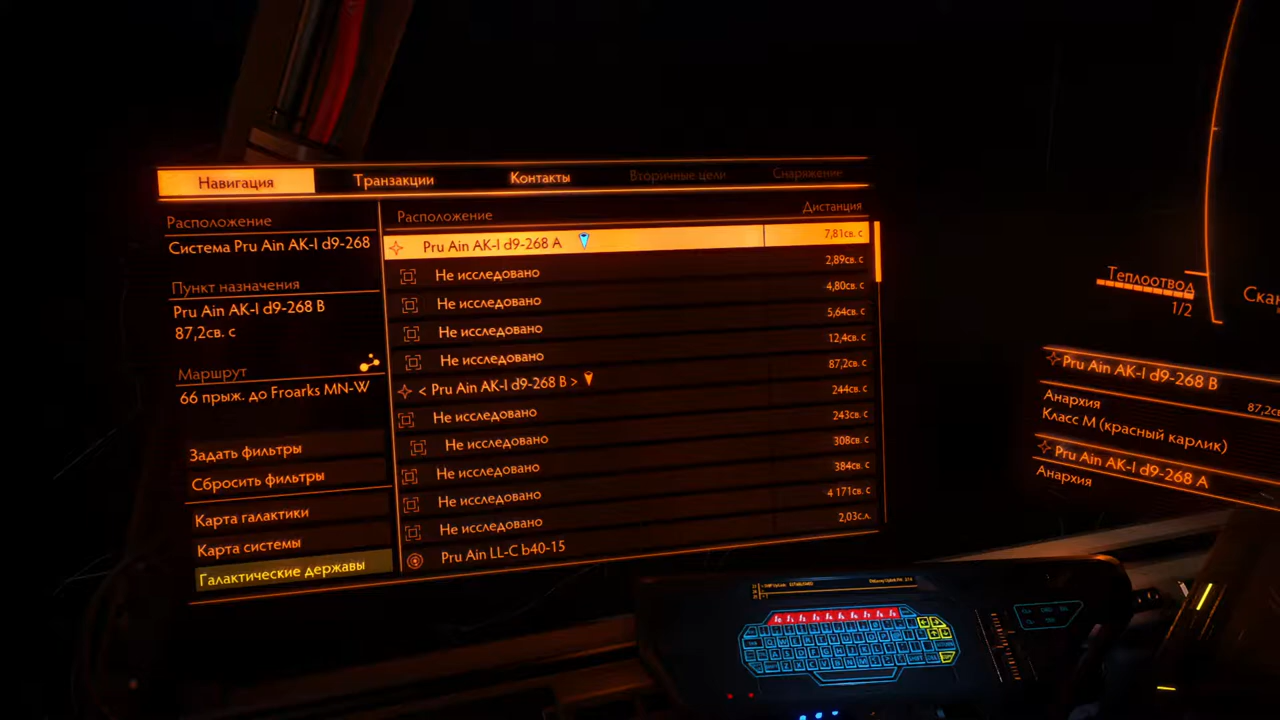 Навигация
Транзакции
Контакты
Вторичные цели
Снаряжение
Расположение
Система Pru Ain AK-I d9-268
Пункт назначения
Pru Ain AK-I d9-268 B
87,2св. с
Маршрут
66 прыж. до Froarks MN-W
Задать фильтры
Сбросить фильтры
Карта галактики
Карта системы
Галактические державы
Расположение Дистанция
Pru Ain AK-I d9-268 A 7,81св. с
Не исследовано 2,89св. с
Не исследовано 4,80св. с
Не исследовано 5,64св. с
Не исследовано 12,4св. с
< Pru Ain AK-I d9-268 B > 87,2св. с
Не исследовано 244св. с
Не исследовано 243св. с
Не исследовано 308св. с
Не исследовано 384св. с
Не исследовано 4 171св. с
Pru Ain LL-C b40-15 2,03с.л.
Теплоотвод
1/2
Pru Ain AK-I d9-268 B
87,2с
Анархия
Класс M (красный карлик)
Pru Ain AK-I d9-268 A
Анархия